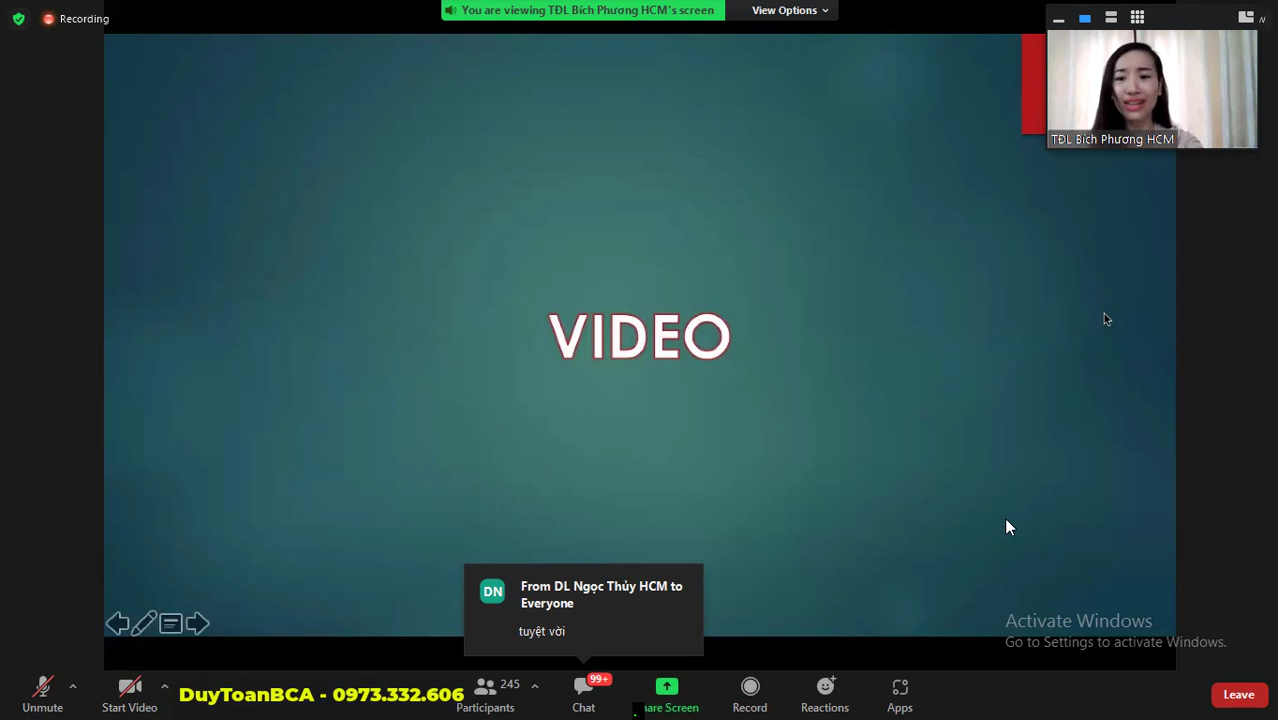 Recording
You are viewing TĐL Bích Phương HCM's screen
View Options
TĐL Bích Phương HCM
VIDEO
DN
From DL Ngọc Thủy HCM to
Everyone
tuyệt vời
Activate Windows
Go to Settings to activate Windows.
Unmute
Start Video
DuyToanBCA - 0973.332.606
245
Participants
99+
Chat
hare Screen
Record
Reactions
Apps
Leave